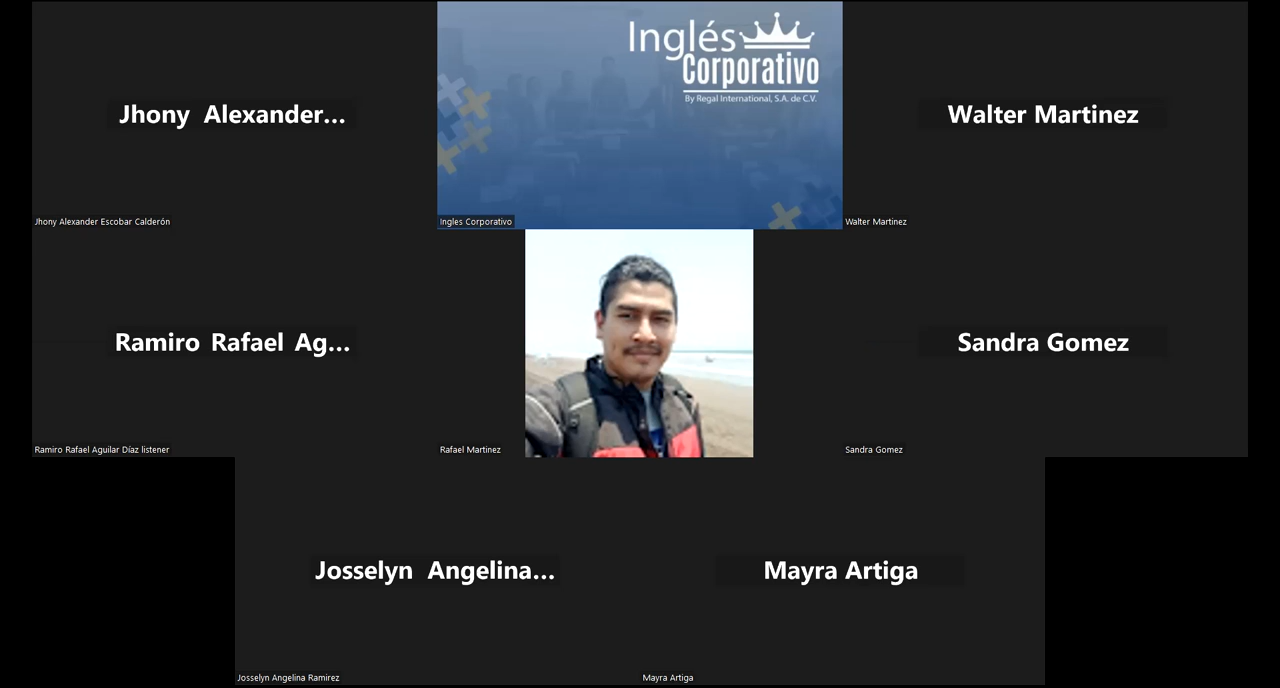 Jhony Alexander...
Jhony Alexander Escobar Calderón
Inglés
Corporativo
By Regal International, S.A. de C.V.
Ingles Corporativo
Walter Martinez
Walter Martinez
Ramiro Rafael Ag...
Ramiro Rafael Aguilar Díaz listener
Rafael Martinez
Sandra Gomez
Sandra Gomez
Josselyn Angelina...
Josselyn Angelina Ramirez
Mayra Artiga
Mayra Artiga